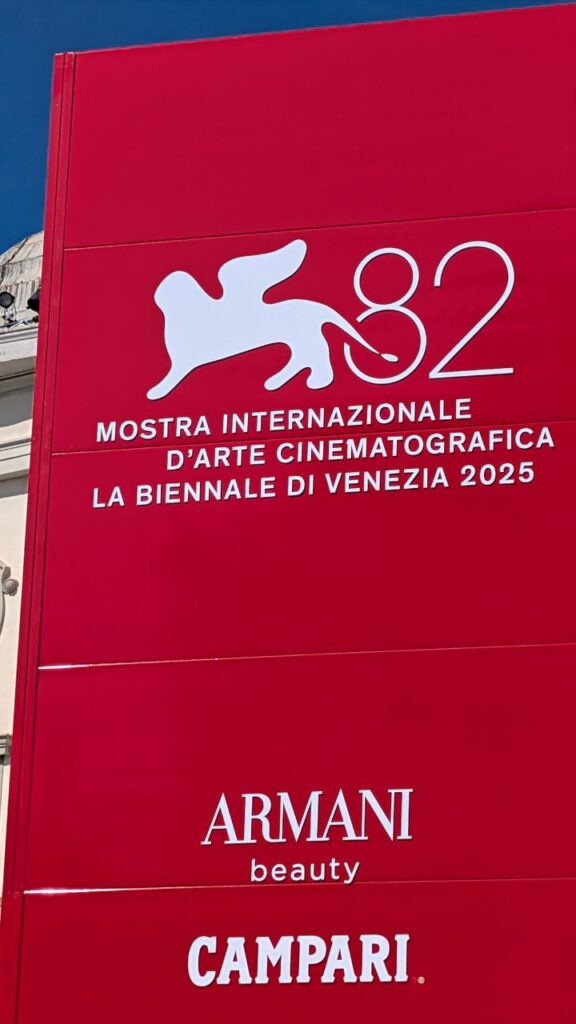 82
MOSTRA INTERNAZIONALE
D'ARTE CINEMATOGRAFICA
LA BIENNALE DI VENEZIA 2025
ARMANI
beauty
CAMPARI®